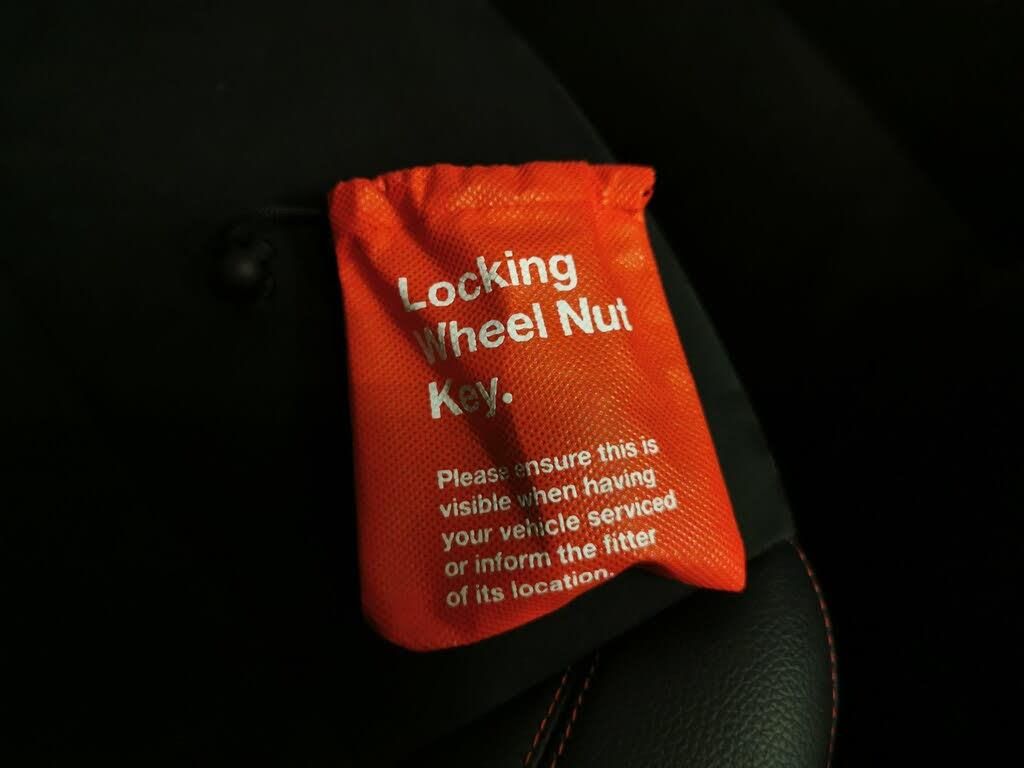 Locking
Wheel Nut
Key.
Please ensure this is
visible when having
your vehicle serviced
or inform the fitter
of its location.